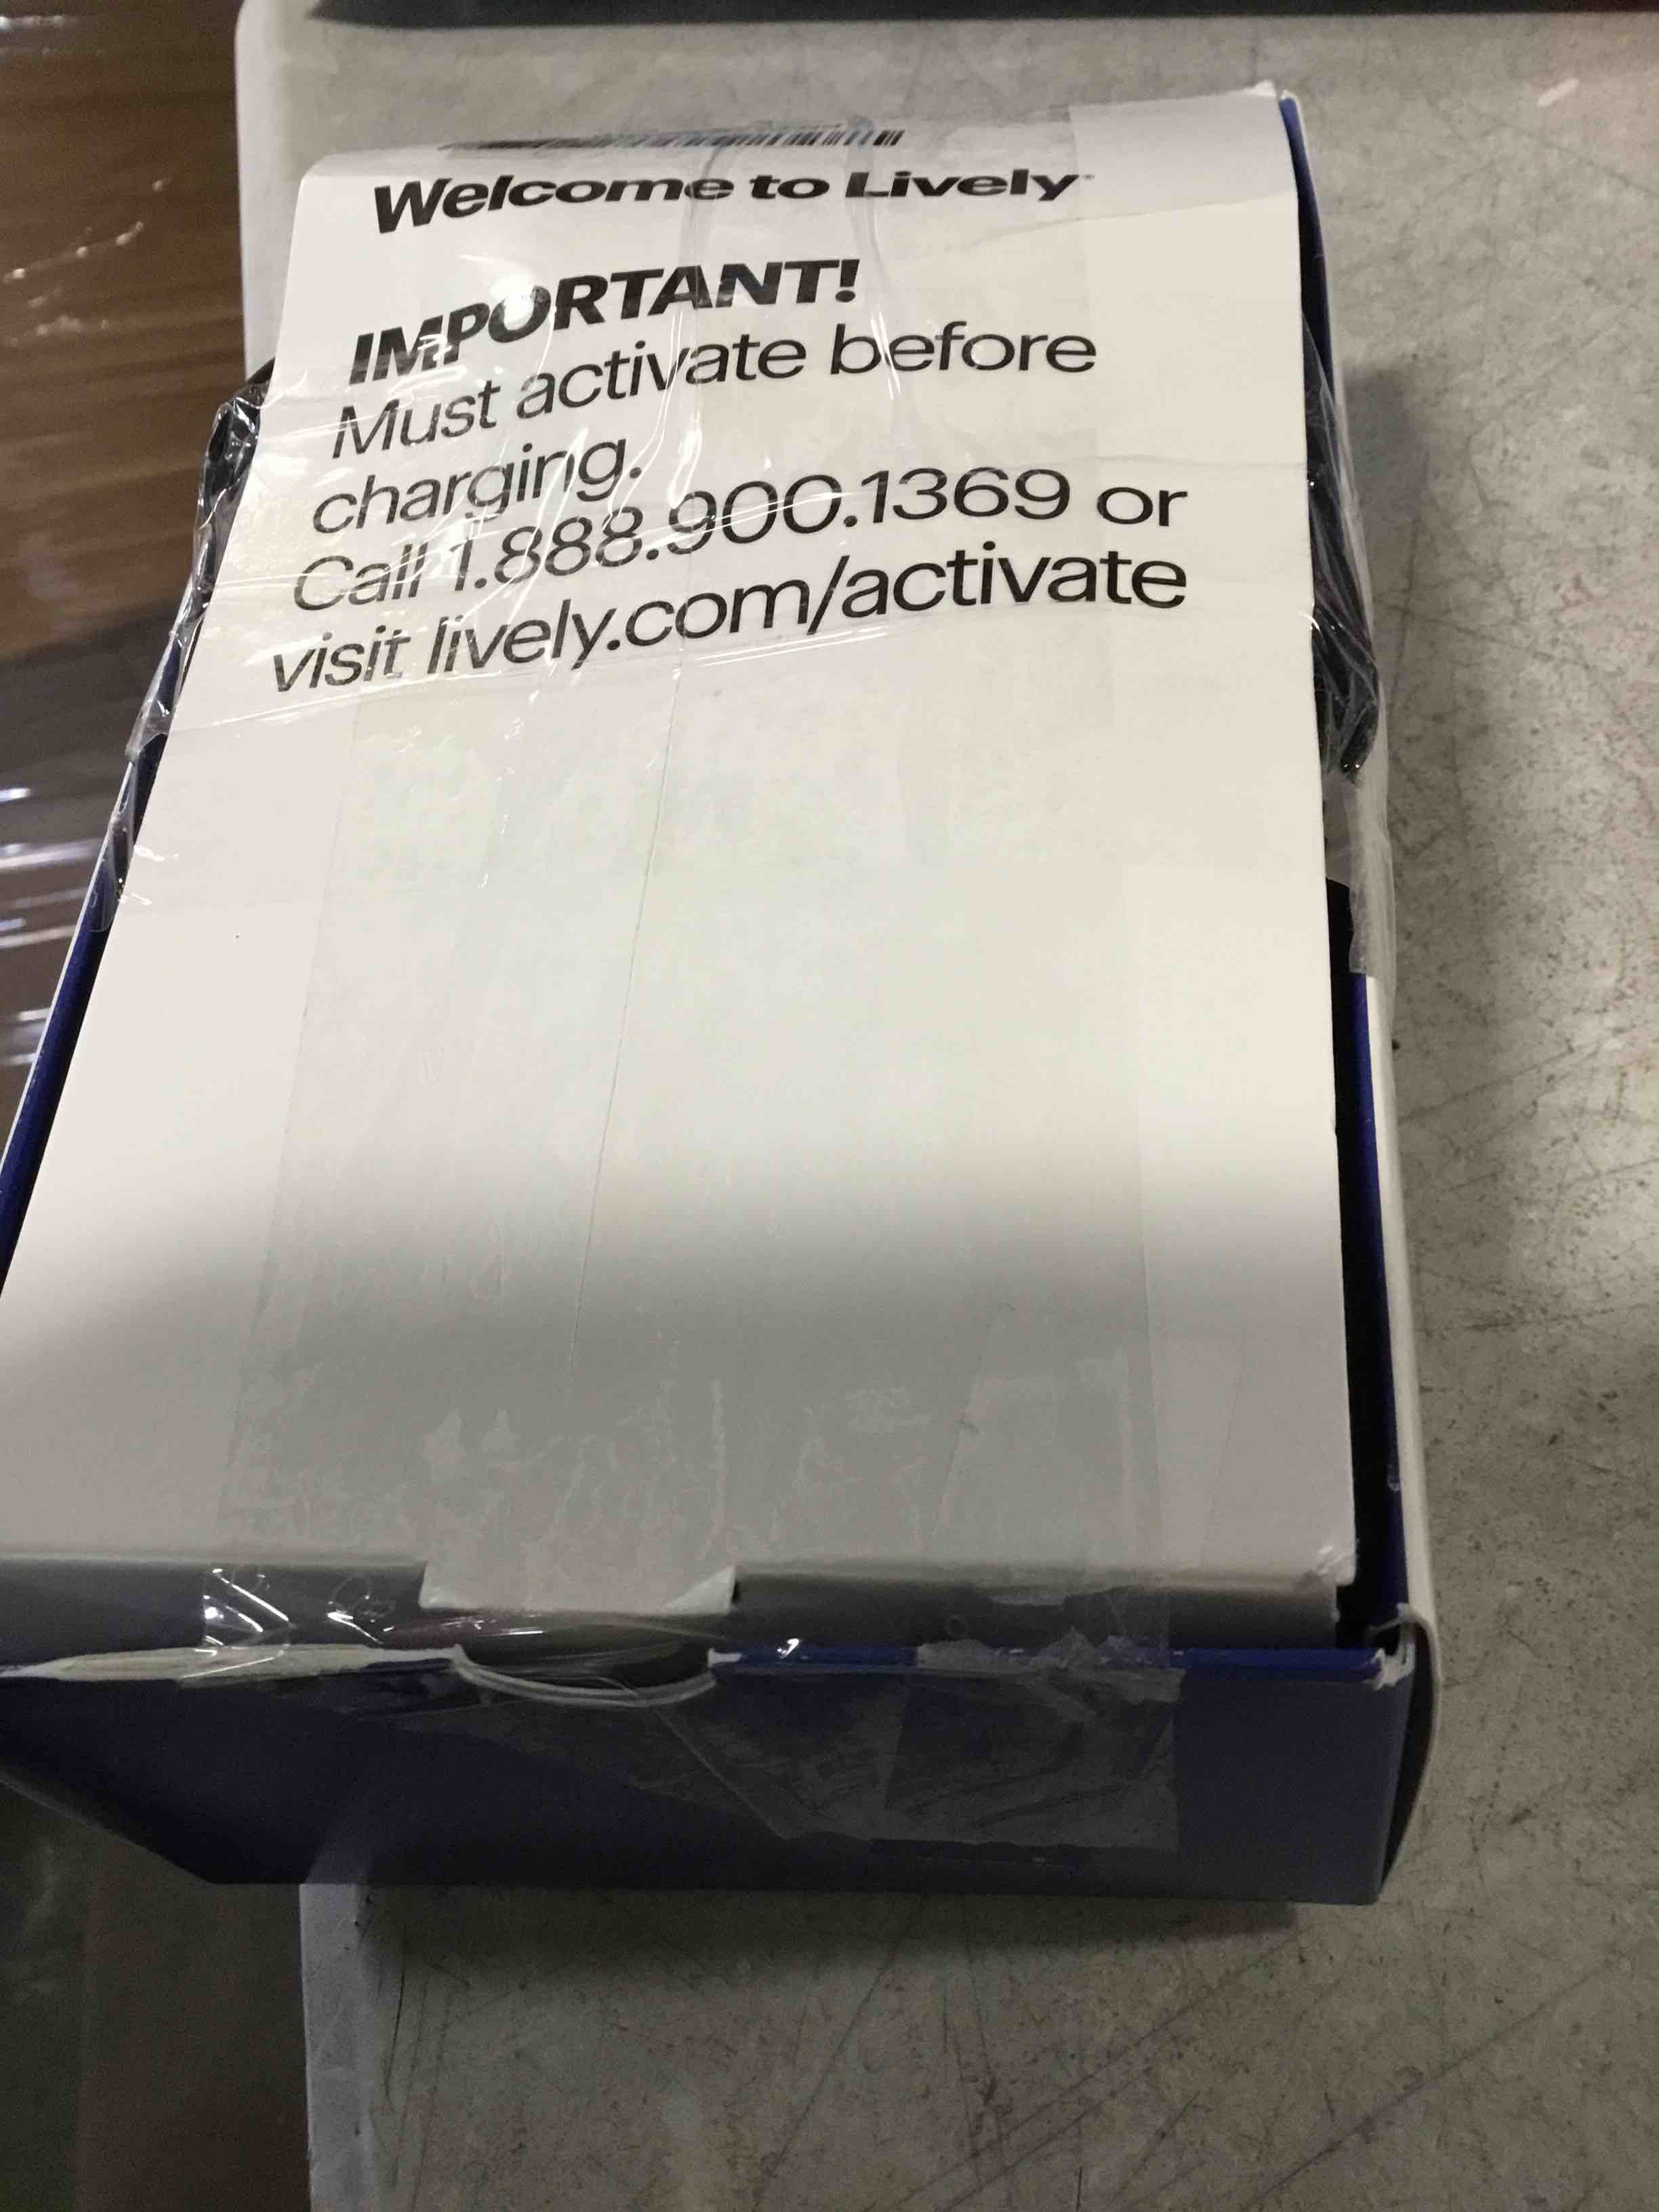 Welcome to Lively
IMPORTANT!
Must activate before
charging.
Call 1.888.900.1369 or
visit lively.com/activate